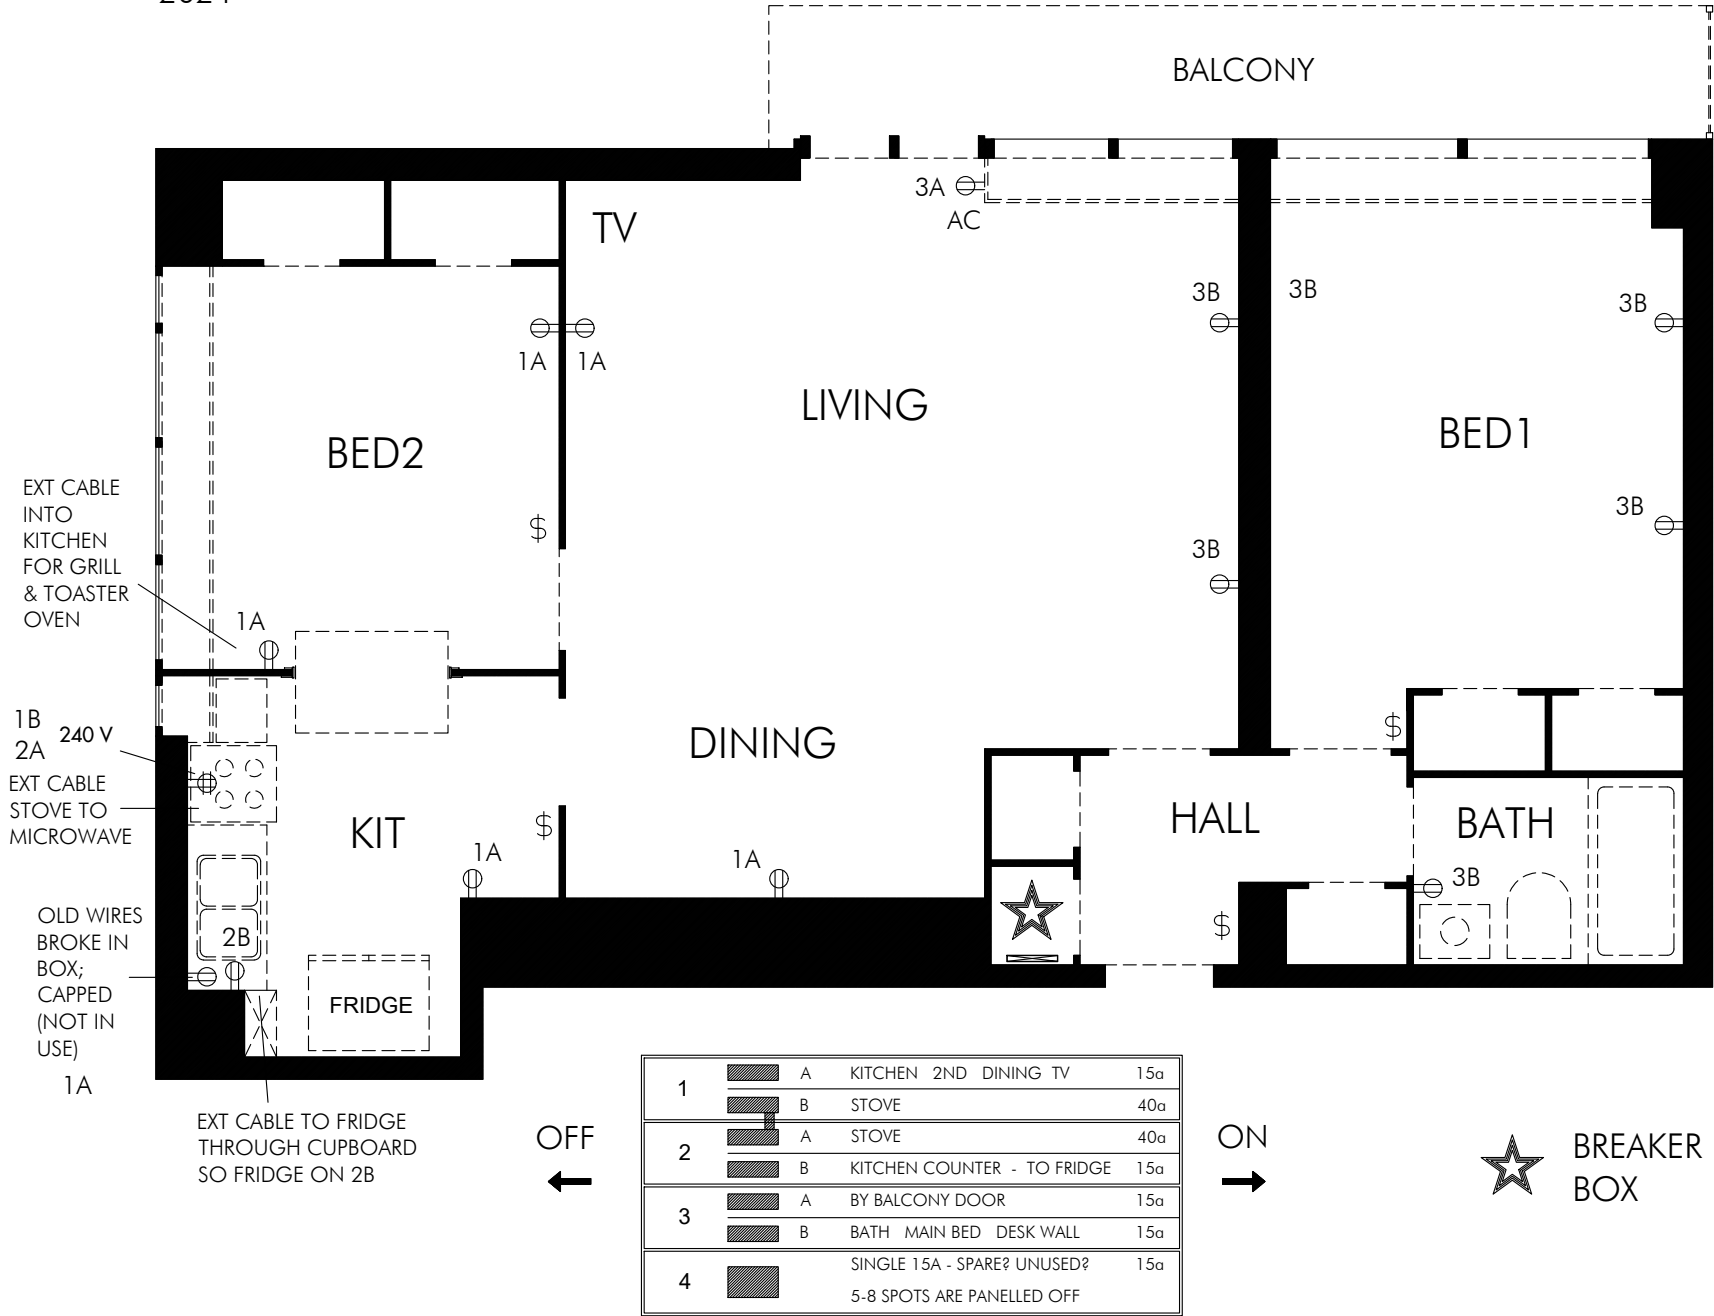 BALCONY
3A
AC
TV
3B
3B
3B
1A
1A
LIVING
BED1
BED2
EXT CABLE
INTO
KITCHEN
FOR GRILL
& TOASTER
OVEN
$
3B
3B
1A
1B
2A
240 V
EXT CABLE
STOVE TO
MICROWAVE
DINING
$
KIT
$
HALL
BATH
1A
1A
3B
$
OLD WIRES
BROKE IN
BOX;
CAPPED
(NOT IN
USE)
1A
2B
FRIDGE
EXT CABLE TO FRIDGE
THROUGH CUPBOARD
SO FRIDGE ON 2B
OFF
1 A KITCHEN 2ND DINING TV 15a
B STOVE 40a
2 A STOVE 40a
B KITCHEN COUNTER - TO FRIDGE 15a
3 A BY BALCONY DOOR 15a
B BATH MAIN BED DESK WALL 15a
4 SINGLE 15A - SPARE? UNUSED? 15a
5-8 SPOTS ARE PANELLED OFF
ON
BREAKER
BOX